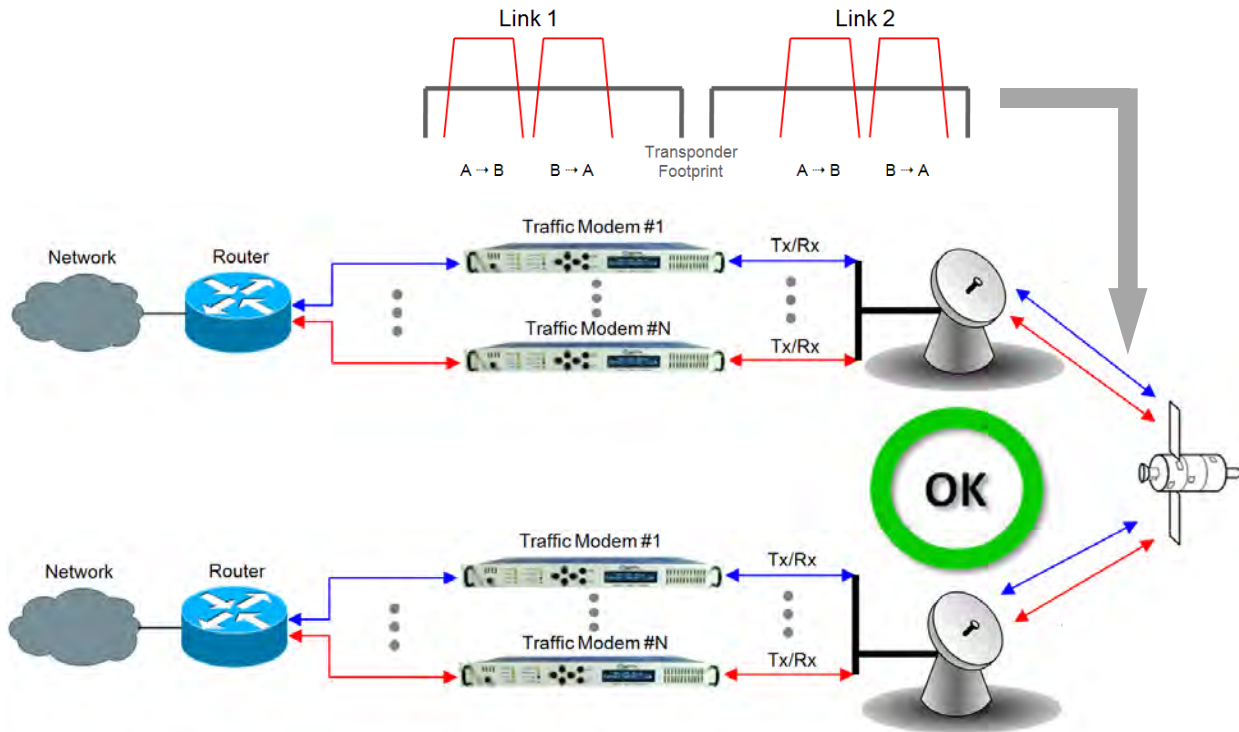 Link 1
Link 2
Transponder
Footprint
A → B
B → A
A → B
B → A
Traffic Modem #1
Network
Router
Tx/Rx
Traffic Modem #N
Tx/Rx
OK
Traffic Modem #1
Network
Router
Tx/Rx
Traffic Modem #N
Tx/Rx